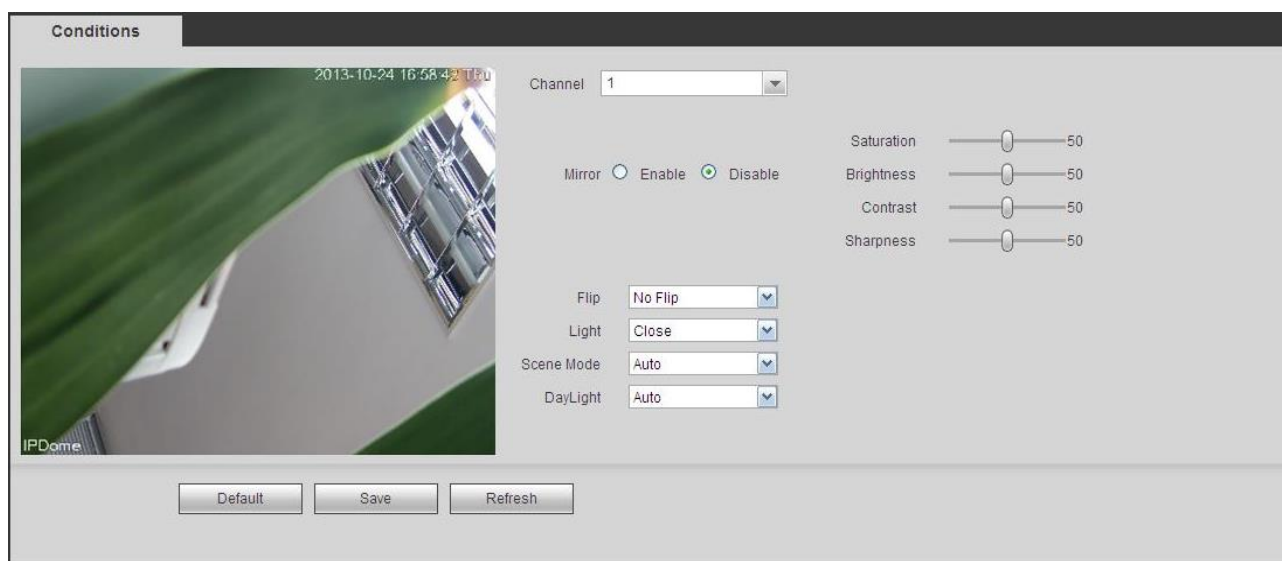 Conditions
2013-10-24 16:58:42 Thu
IPDome
Channel 1
Mirror Enable Disable
Saturation 50
Brightness 50
Contrast 50
Sharpness 50
Flip No Flip
Light Close
Scene Mode Auto
DayLight Auto
Default Save Refresh